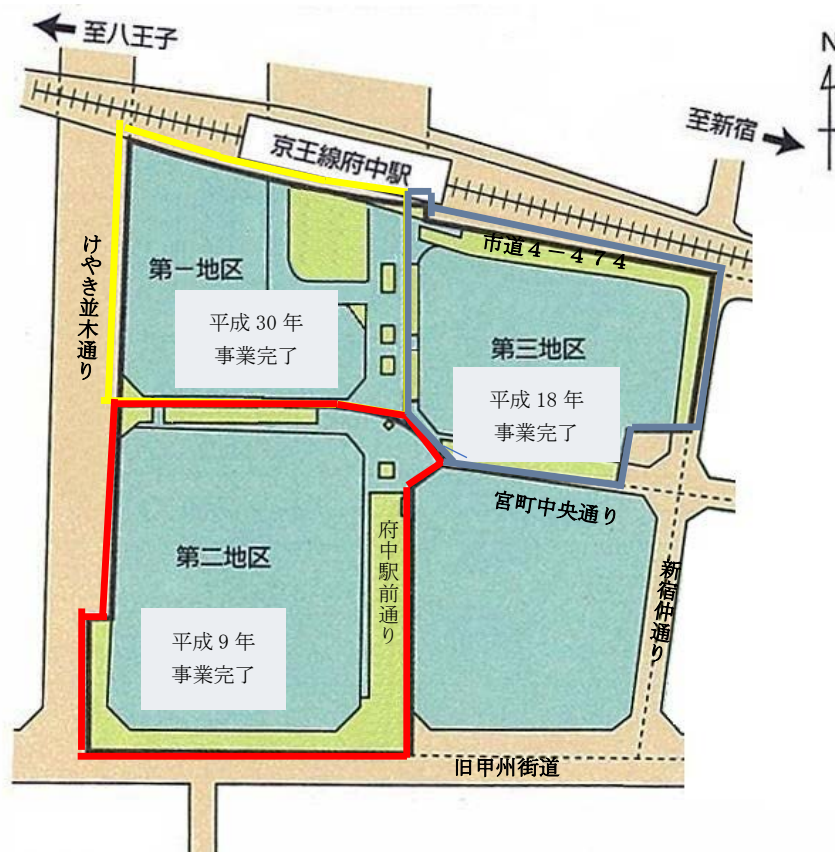 至八王子
N
至新宿
京王線府中駅
市道4－474
けやき並木通り
第一地区
平成 30 年
事業完了
第三地区
平成 18 年
事業完了
宮町中央通り
府中駅前通り
第二地区
新宿仲通り
平成 9 年
事業完了
旧甲州街道